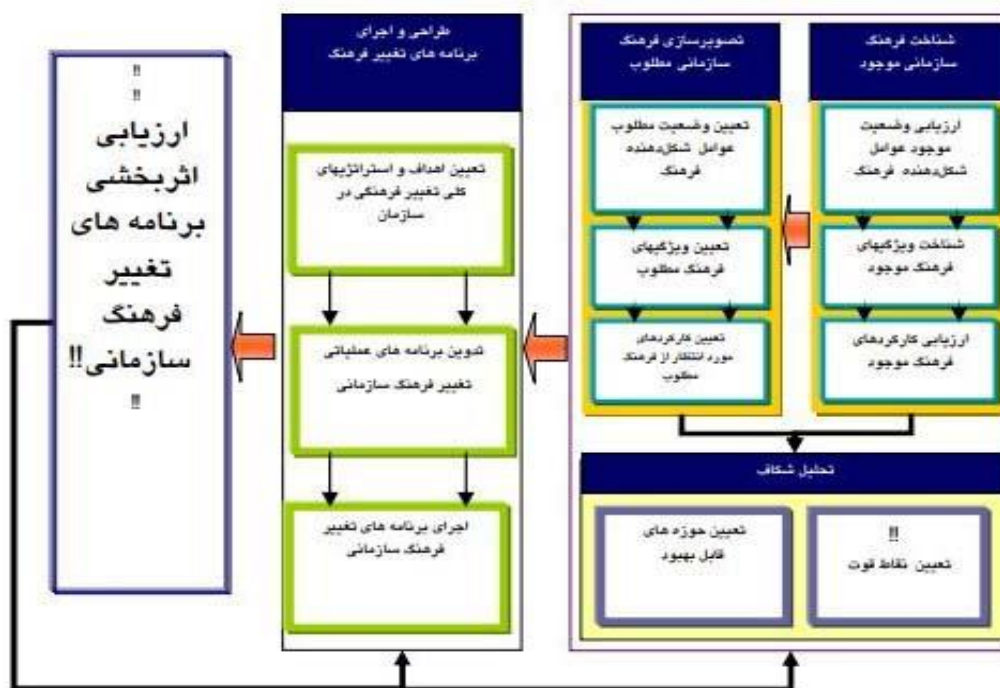 شناخت فرهنگ
سازمانی موجود
ارزیابی وضعیت
موجود عوامل
شکل‌دهنده فرهنگ
شناخت ویژگیهای
فرهنگ موجود
ارزیابی کارکردهای
فرهنگ موجود
تصویرسازی فرهنگ
سازمانی مطلوب
تعیین وضعیت مطلوب
عوامل شکل‌دهنده
فرهنگ
تعیین ویژگیهای
فرهنگ مطلوب
تعیین کارکردهای
مورد انتظار از فرهنگ
مطلوب
تحلیل شکاف
!!
تعیین نقاط قوت
تعیین حوزه های
قابل بهبود
طراحی و اجرای
برنامه های تغییر فرهنگ
تعیین اهداف و استراتژیهای
کلی تغییر فرهنگی در
سازمان
تدوین برنامه های عملیاتی
تغییر فرهنگ سازمانی
اجرای برنامه های تغییر
فرهنگ سازمانی
!!
!!
ارزیابی
اثربخشی
برنامه های
تغییر
فرهنگ
سازمانی!!
!!